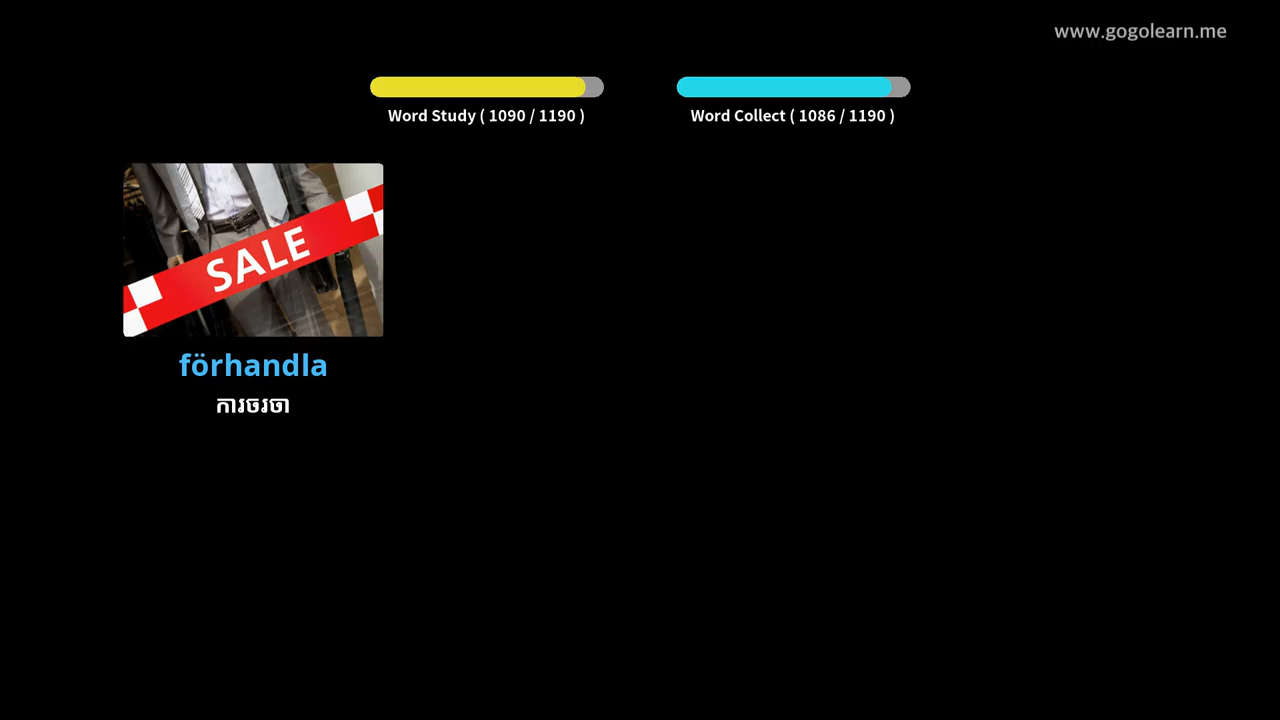 www.gogolearn.me
Word Study ( 1090 / 1190 )
Word Collect ( 1086 / 1190 )
SALE
förhandla
ការចរចា